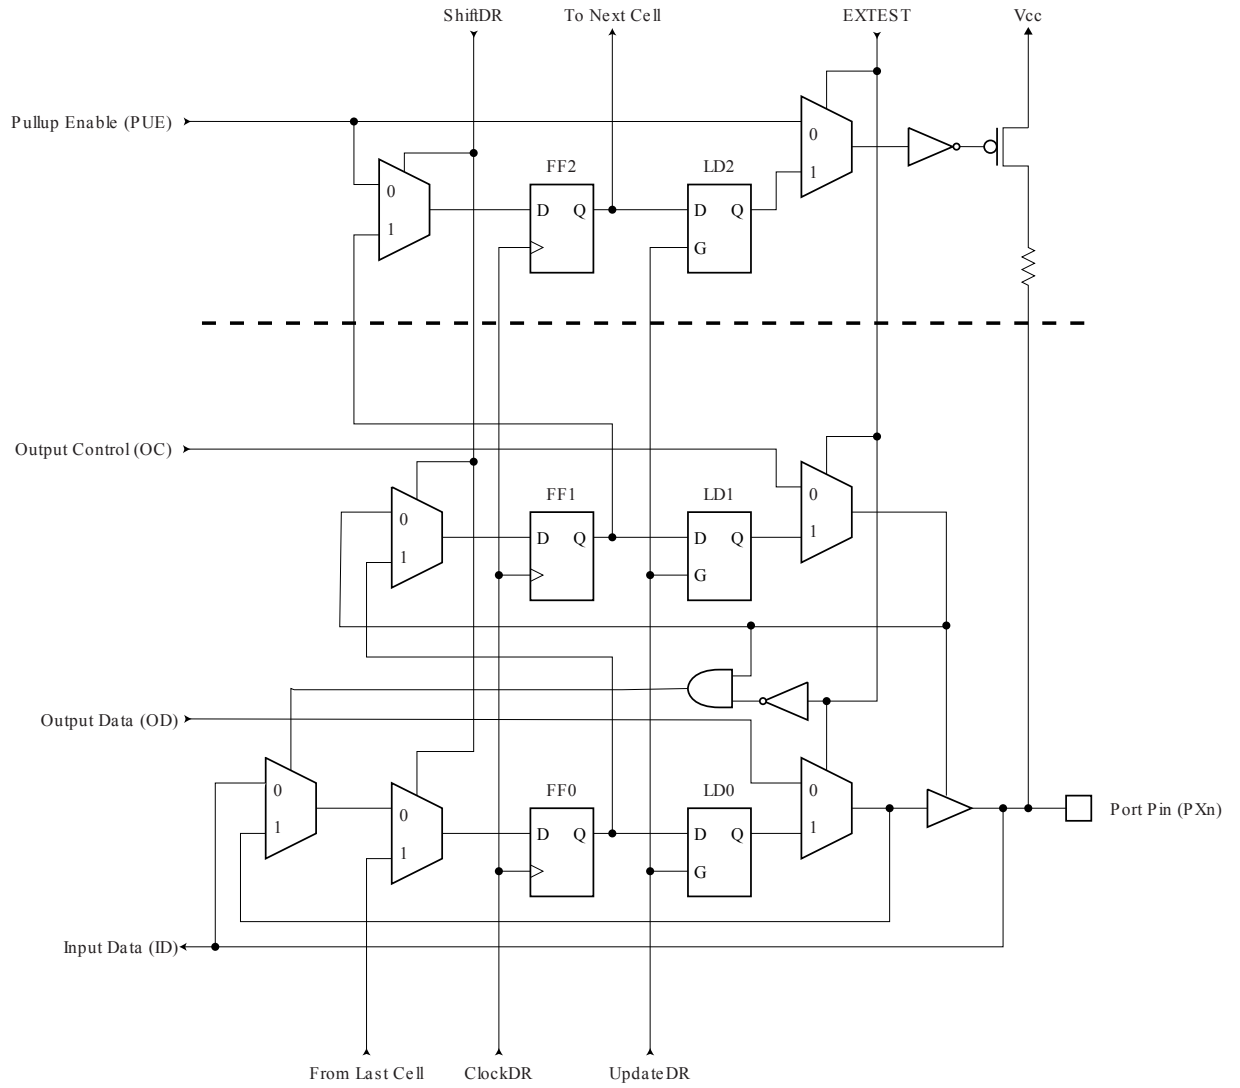 ShiftDR
To Next Cell
EXTEST
Vcc
Pullup Enable (PUE)
0
1
FF2
D Q
LD2
D Q
G
0
1
Output Control (OC)
0
1
FF1
D Q
LD1
D Q
G
0
1
Output Data (OD)
0
1
0
1
FF0
D Q
LD0
D Q
G
0
1
Port Pin (PXn)
Input Data (ID)
From Last Cell
ClockDR
UpdateDR